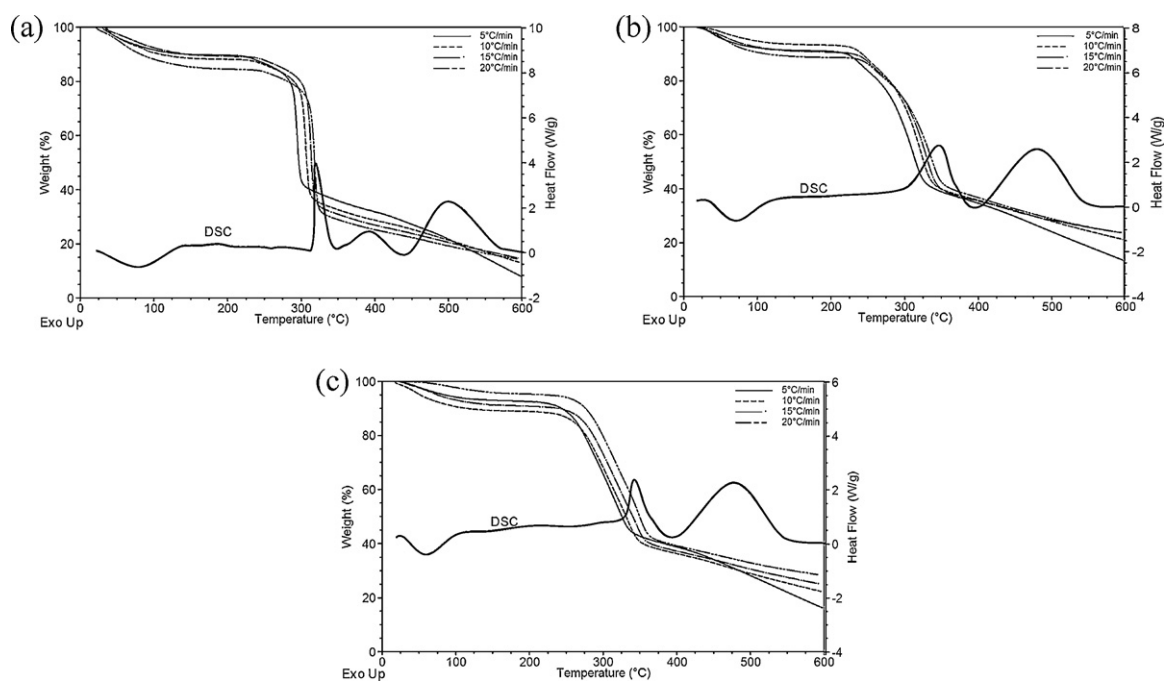 (a)
100
80
60
40
20
0
Weight (%)
0
100
200
300
400
500
600
Temperature (°C)
Exo Up
10
8
6
4
2
0
-2
Heat Flow (W/g)
5°C/min
10°C/min
15°C/min
20°C/min
DSC
(b)
100
80
60
40
20
0
Weight (%)
0
100
200
300
400
500
600
Temperature (°C)
Exo Up
8
6
4
2
0
-2
-4
Heat Flow (W/g)
5°C/min
10°C/min
15°C/min
20°C/min
DSC
(c)
100
80
60
40
20
0
Weight (%)
0
100
200
300
400
500
600
Temperature (°C)
Exo Up
6
4
2
0
-2
-4
Heat Flow (W/g)
5°C/min
10°C/min
15°C/min
20°C/min
DSC